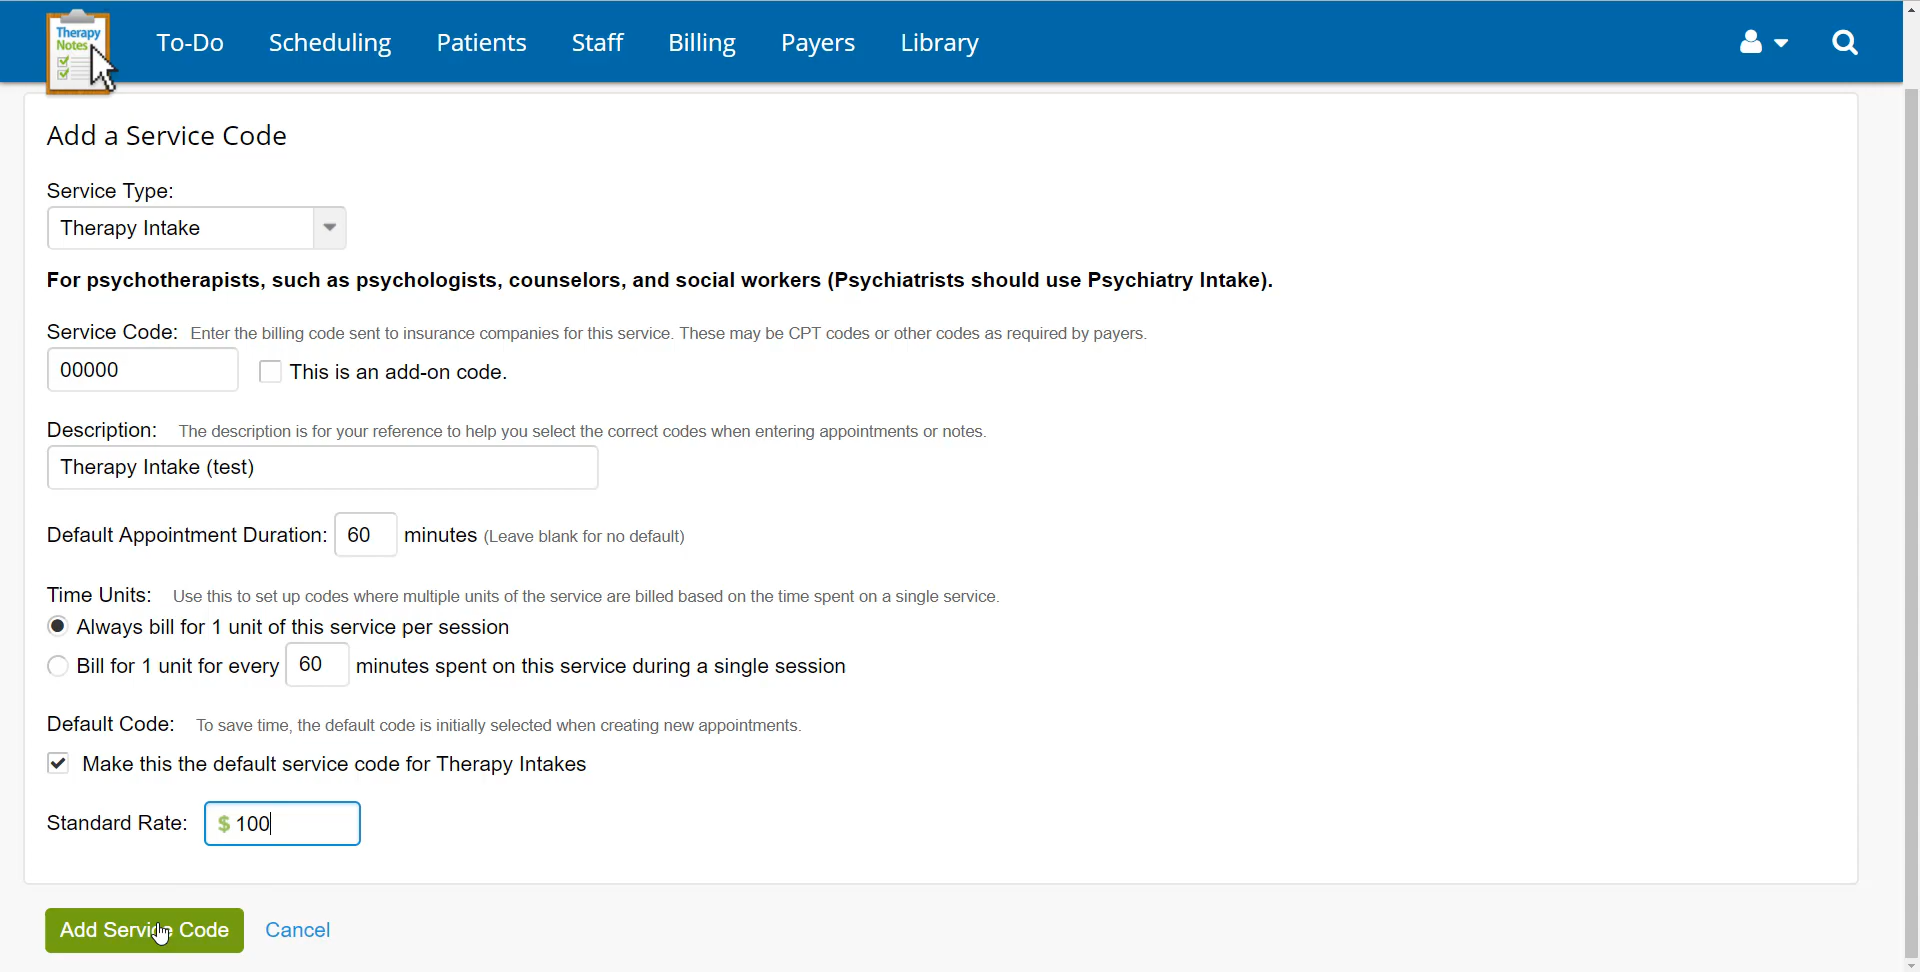 Therapy
Notes
To-Do Scheduling Patients Staff Billing Payers Library
Add a Service Code
Service Type:
Therapy Intake
For psychotherapists, such as psychologists, counselors, and social workers (Psychiatrists should use Psychiatry Intake).
Service Code: Enter the billing code sent to insurance companies for this service. These may be CPT codes or other codes as required by payers.
00000 This is an add-on code.
Description: The description is for your reference to help you select the correct codes when entering appointments or notes.
Therapy Intake (test)
Default Appointment Duration: 60 minutes (Leave blank for no default)
Time Units: Use this to set up codes where multiple units of the service are billed based on the time spent on a single service.
Always bill for 1 unit of this service per session
Bill for 1 unit for every 60 minutes spent on this service during a single session
Default Code: To save time, the default code is initially selected when creating new appointments.
Make this the default service code for Therapy Intakes
Standard Rate: $ 100
Add Service Code Cancel